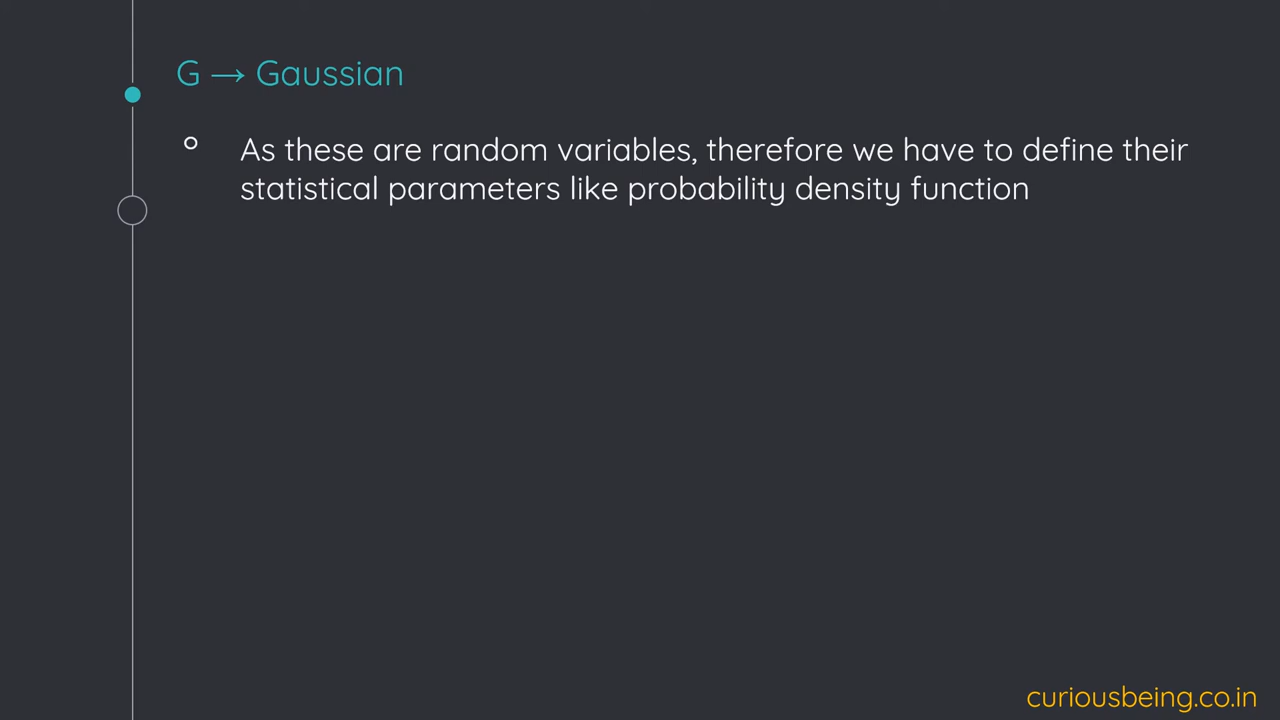 G → Gaussian
As these are random variables, therefore we have to define their
statistical parameters like probability density function
curiousbeing.co.in